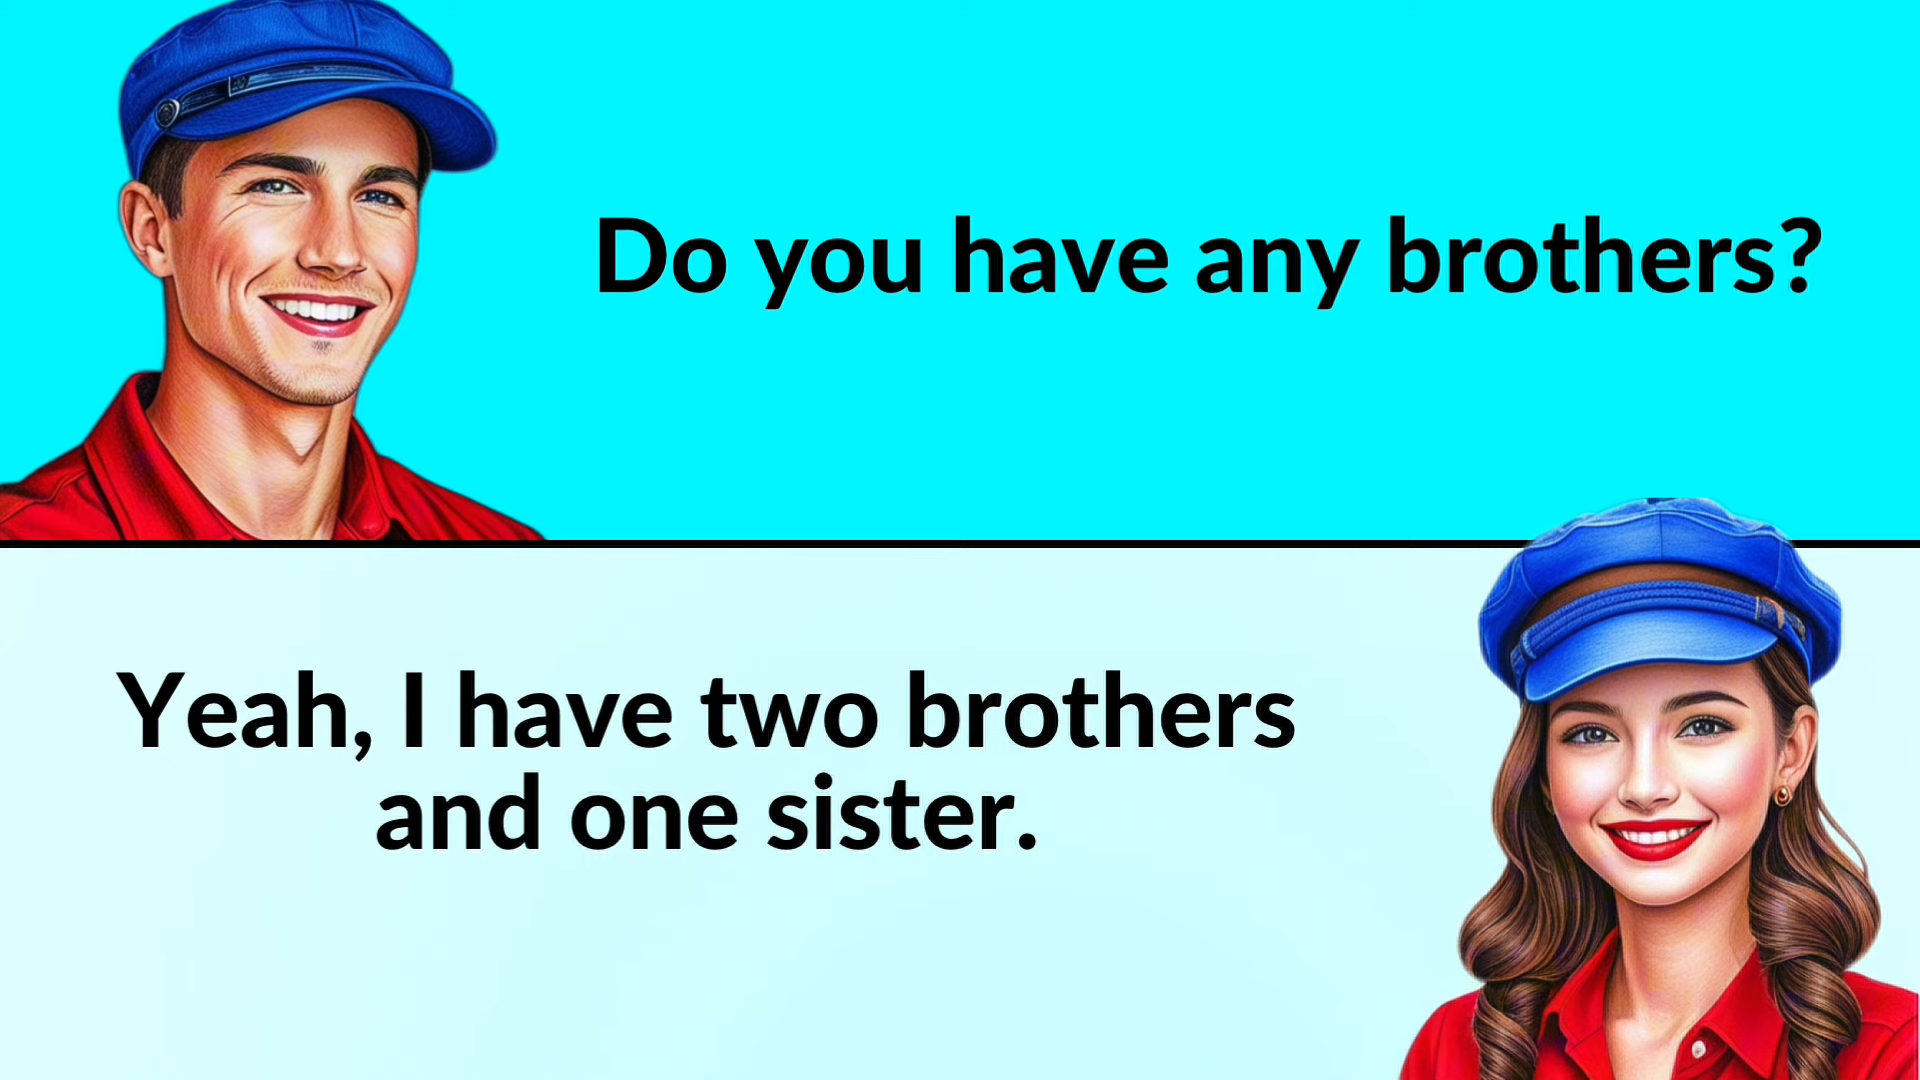 Do you have any brothers?
Yeah, I have two brothers
and one sister.